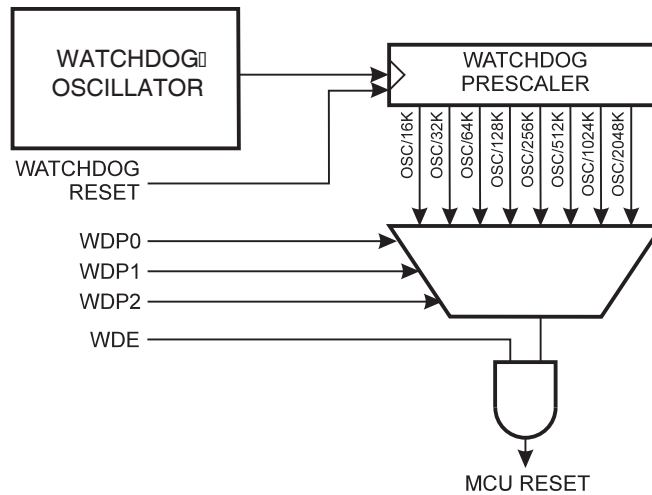 WATCHDOG
OSCILLATOR
WATCHDOG
PRESCALER
OSC/16K
OSC/32K
OSC/64K
OSC/128K
OSC/256K
OSC/512K
OSC/1024K
OSC/2048K
WATCHDOG
RESET
WDP0
WDP1
WDP2
WDE
MCU RESET